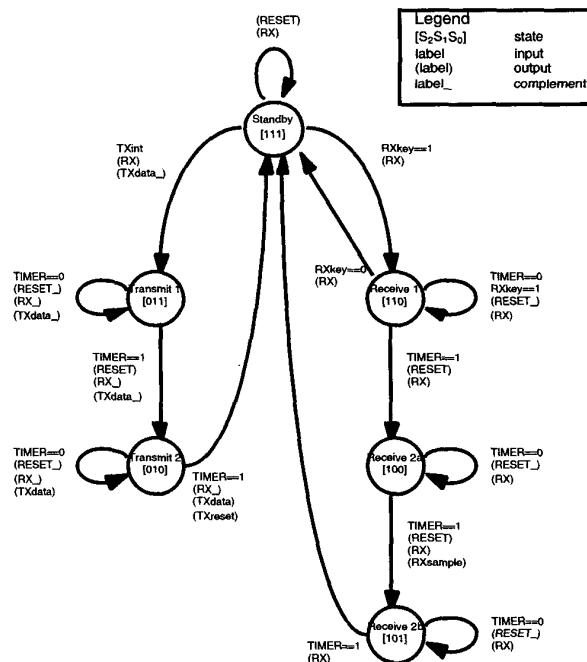 (RESET)
(RX)
Legend
[S2S1S0] state
label input
(label) output
label_ complement
Standby
[111]
TXint
(RX)
(TXdata_)
RXkey==1
(RX)
RXkey==0
(RX)
TIMER==0
(RESET_)
(RX_)
(TXdata_)
Transmit 1
[011]
Receive 1
[110]
TIMER==0
RXkey==1
(RESET_)
(RX)
TIMER==1
(RESET)
(RX_)
(TXdata_)
TIMER==1
(RESET)
(RX)
TIMER==0
(RESET_)
(RX_)
(TXdata)
Transmit 2
[010]
TIMER==1
(RX_)
(TXdata)
(TXreset)
Receive 2a
[100]
TIMER==0
(RESET_)
(RX)
TIMER==1
(RESET)
(RX)
(RXsample)
Receive 2b
[101]
TIMER==0
(RESET_)
(RX)
TIMER==1
(RX)